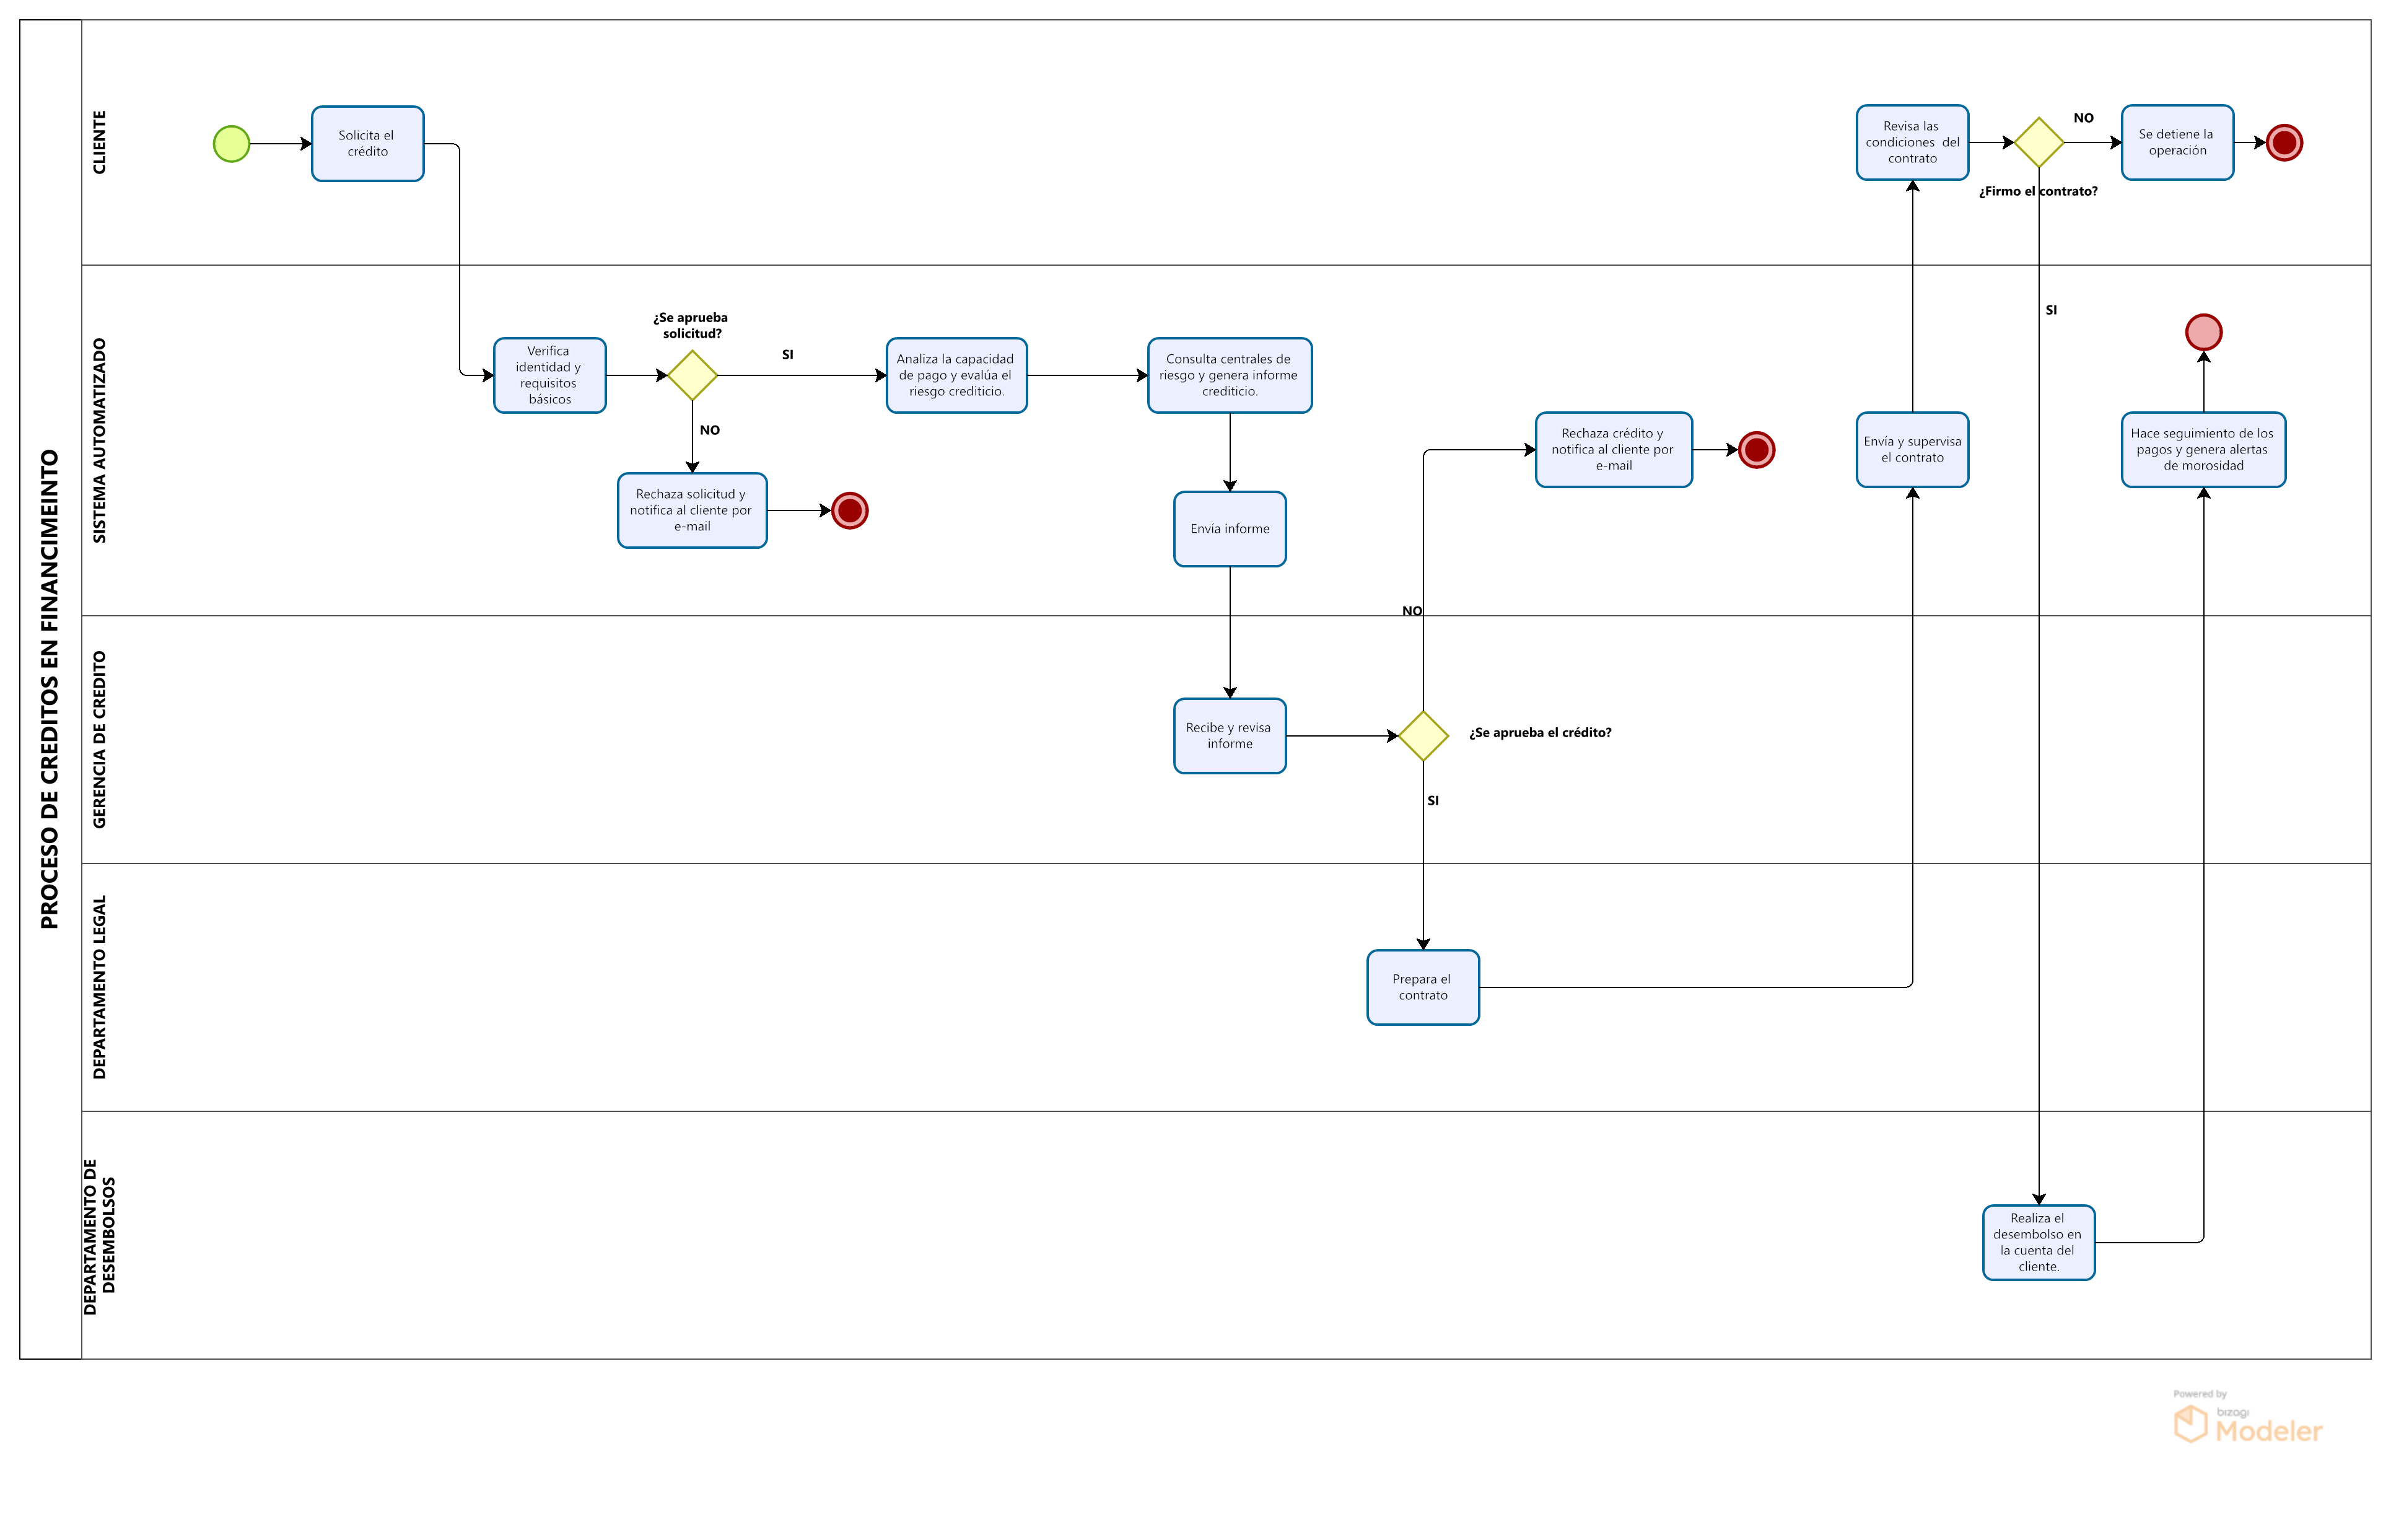 PROCESO DE CREDITOS EN FINANCIMEINTO
CLIENTE
Solicita el
crédito
Revisa las
condiciones  del
contrato
¿Firmo el contrato?
NO
SI
Se detiene la
operación
SISTEMA AUTOMATIZADO
Verifica
identidad y
requisitos
básicos
¿Se aprueba
solicitud?
SI
NO
Rechaza solicitud y
notifica al cliente por
e-mail
Analiza la capacidad
de pago y evalúa el
riesgo crediticio.
Consulta centrales de
riesgo y genera informe
crediticio.
Envía informe
Rechaza crédito y
notifica al cliente por
e-mail
Envía y supervisa
el contrato
Hace seguimiento de los
pagos y genera alertas
de morosidad
GERENCIA DE CREDITO
Recibe y revisa
informe
NO
¿Se aprueba el crédito?
SI
DEPARTAMENTO LEGAL
Prepara el
contrato
DEPARTAMENTO DE
DESEMBOLSOS
Realiza el
desembolso en
la cuenta del
cliente.
Powered by
bizagi
Modeler